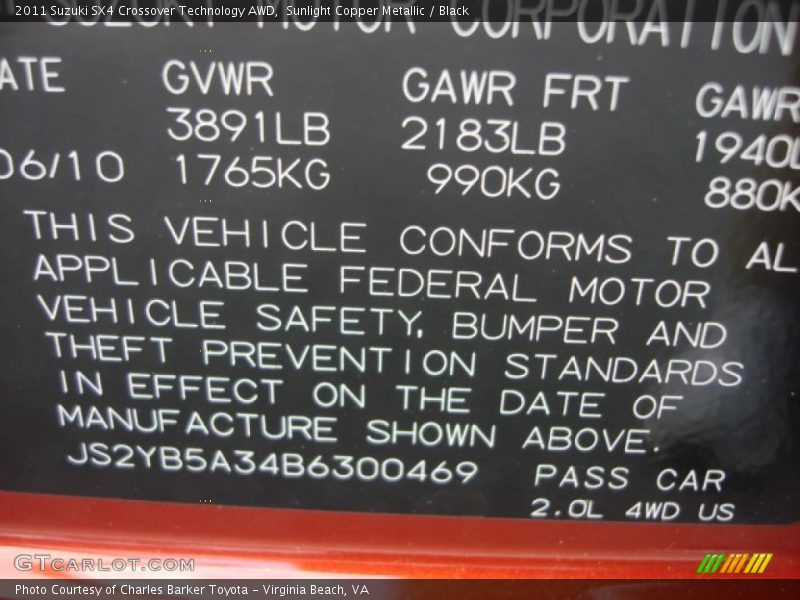 2011 Suzuki SX4 Crossover Technology AWD, Sunlight Copper Metallic / Black
SUZUKI MOTOR CORPORATION
ATE GVWR GAWR FRT GAWR
3891LB 2183LB 1940L
06/10 1765KG 990KG 880K
THIS VEHICLE CONFORMS TO AL
APPLICABLE FEDERAL MOTOR
VEHICLE SAFETY, BUMPER AND
THEFT PREVENTION STANDARDS
IN EFFECT ON THE DATE OF
MANUFACTURE SHOWN ABOVE.
JS2YB5A34B6300469 PASS CAR
2.0L 4WD US
GTCARLOT.COM
Photo Courtesy of Charles Barker Toyota - Virginia Beach, VA